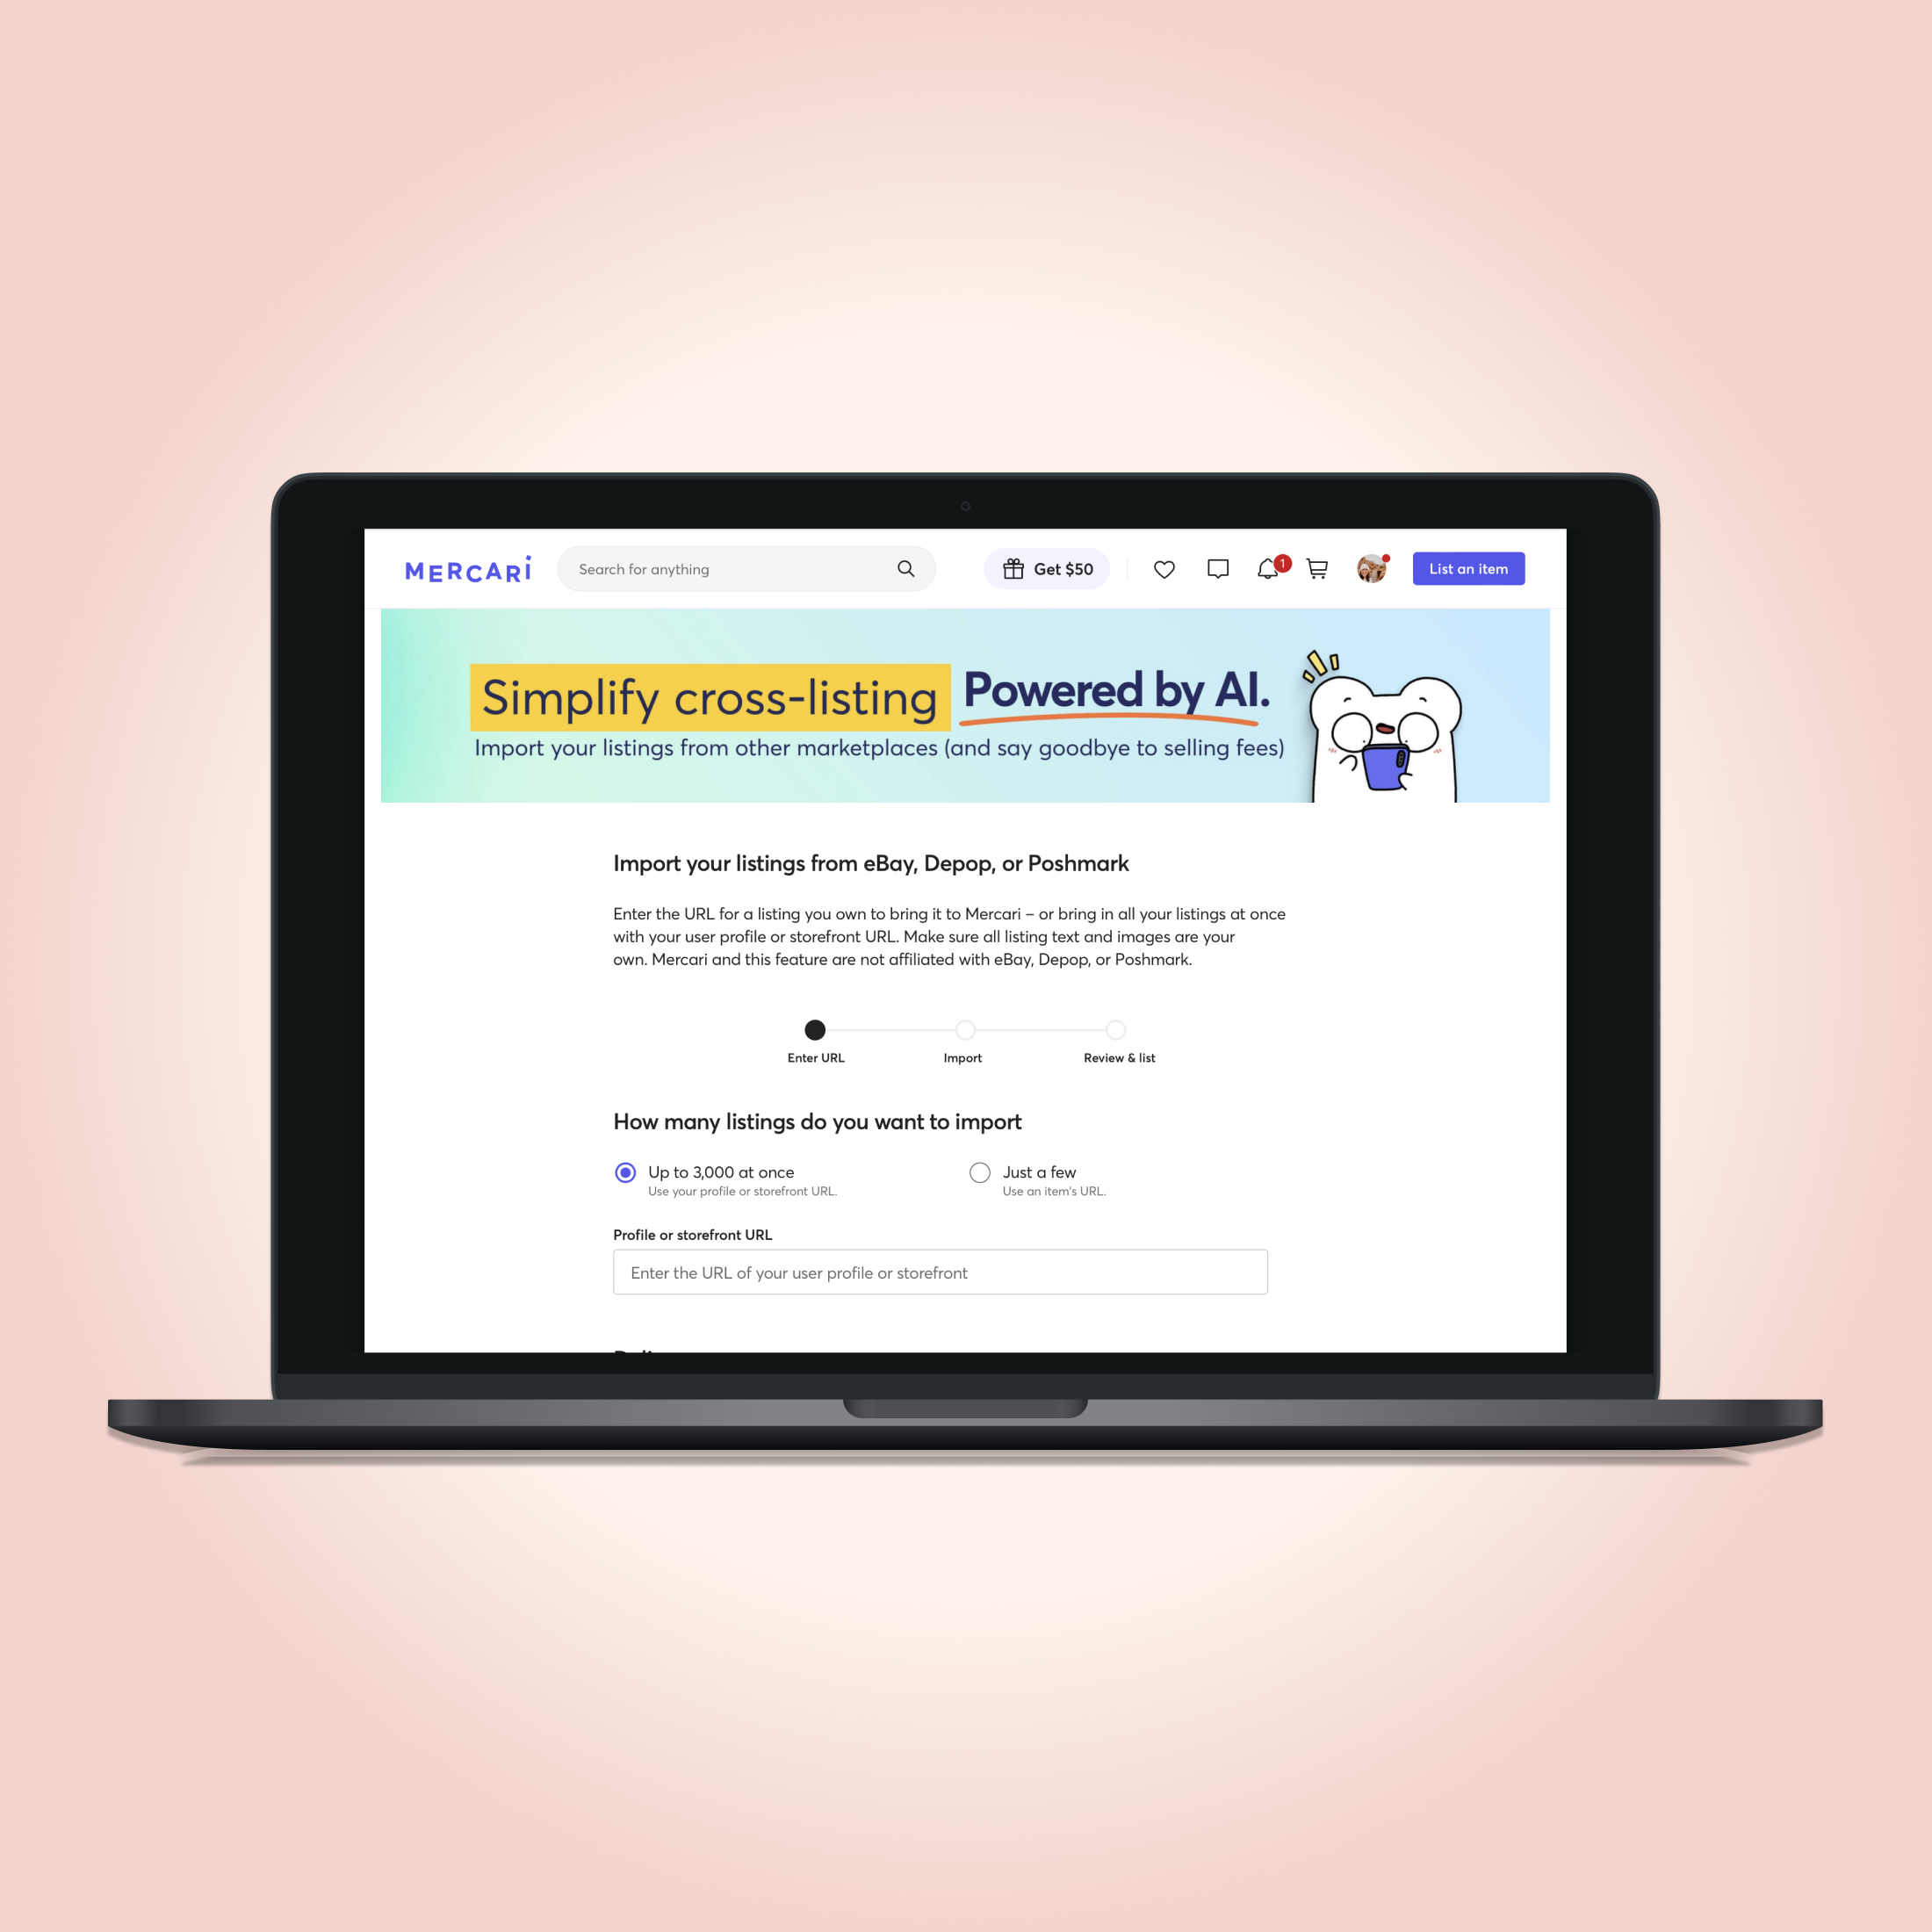 MERCARI
Search for anything
Get $50
1
List an item
Simplify cross-listing Powered by AI.
Import your listings from other marketplaces (and say goodbye to selling fees)
Import your listings from eBay, Depop, or Poshmark
Enter the URL for a listing you own to bring it to Mercari – or bring in all your listings at once
with your user profile or storefront URL. Make sure all listing text and images are your
own. Mercari and this feature are not affiliated with eBay, Depop, or Poshmark.
Enter URL
Import
Review & list
How many listings do you want to import
Up to 3,000 at once
Use your profile or storefront URL.
Just a few
Use an item's URL.
Profile or storefront URL
Enter the URL of your user profile or storefront